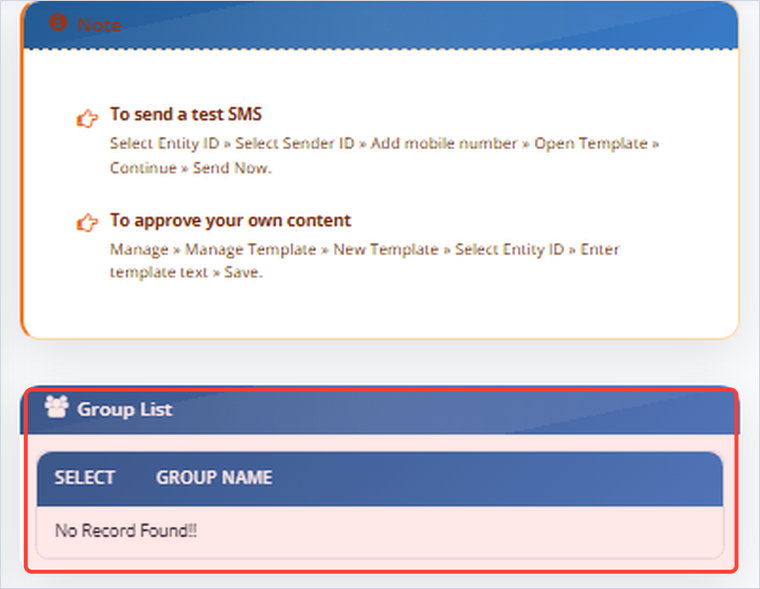 Note
To send a test SMS
Select Entity ID » Select Sender ID » Add mobile number » Open Template »
Continue » Send Now.
To approve your own content
Manage » Manage Template » New Template » Select Entity ID » Enter
template text » Save.
Group List
SELECT GROUP NAME
No Record Found!!